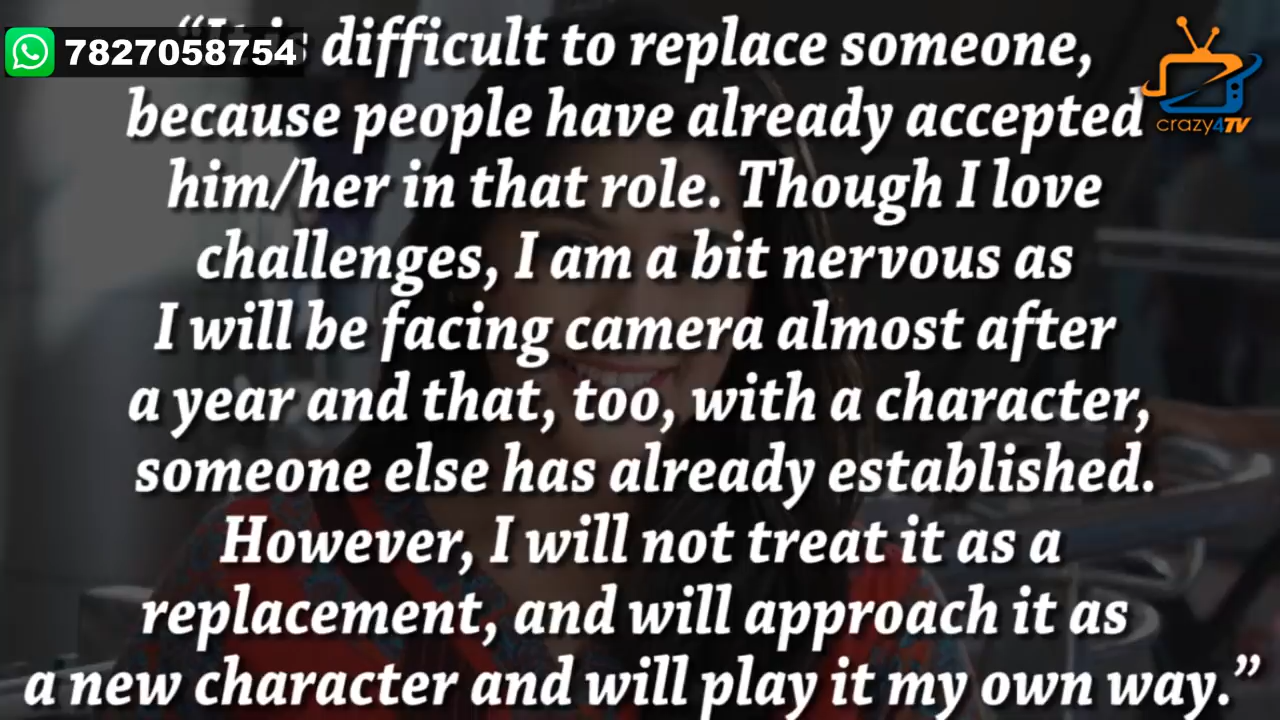 7827058754
“It is difficult to replace someone,
because people have already accepted
him/her in that role. Though I love
challenges, I am a bit nervous as
I will be facing camera almost after
a year and that, too, with a character,
someone else has already established.
However, I will not treat it as a
replacement, and will approach it as
a new character and will play it my own way.”
crazy4TV